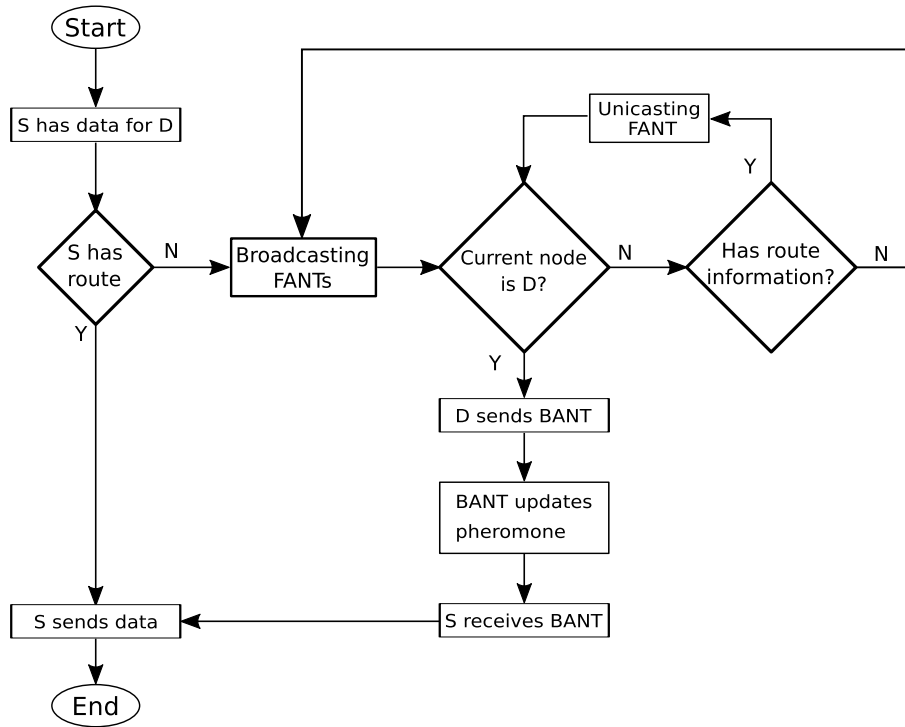 Start
S has data for D
S has
route
N
Y
Broadcasting
FANTs
Unicasting
FANT
Current node
is D?
N
Y
Has route
information?
Y
N
D sends BANT
BANT updates
pheromone
S receives BANT
S sends data
End